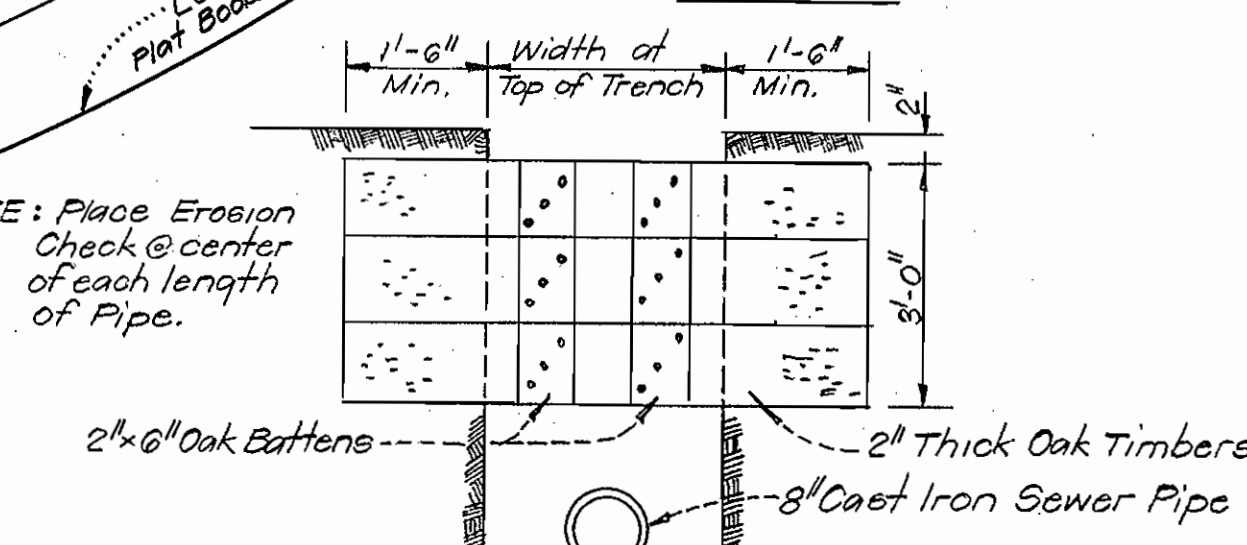 Plat Book
1'-6" Width at 1'-6"
Min. Top of Trench Min.
2"
E: Place Erosion
Check @ center
of each length
of Pipe.
3'-0"
2"x6" Oak Battens
2" Thick Oak Timbers
8" Cast Iron Sewer Pipe